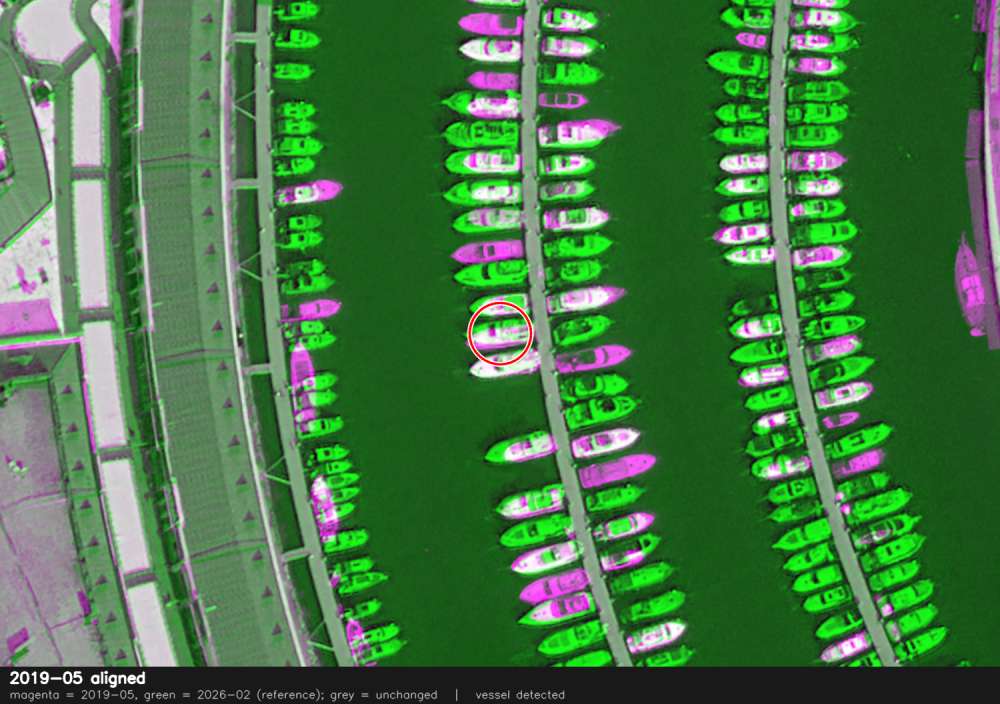 2019-05 aligned
magenta = 2019-05, green = 2026-02 (reference); grey = unchanged | vessel detected